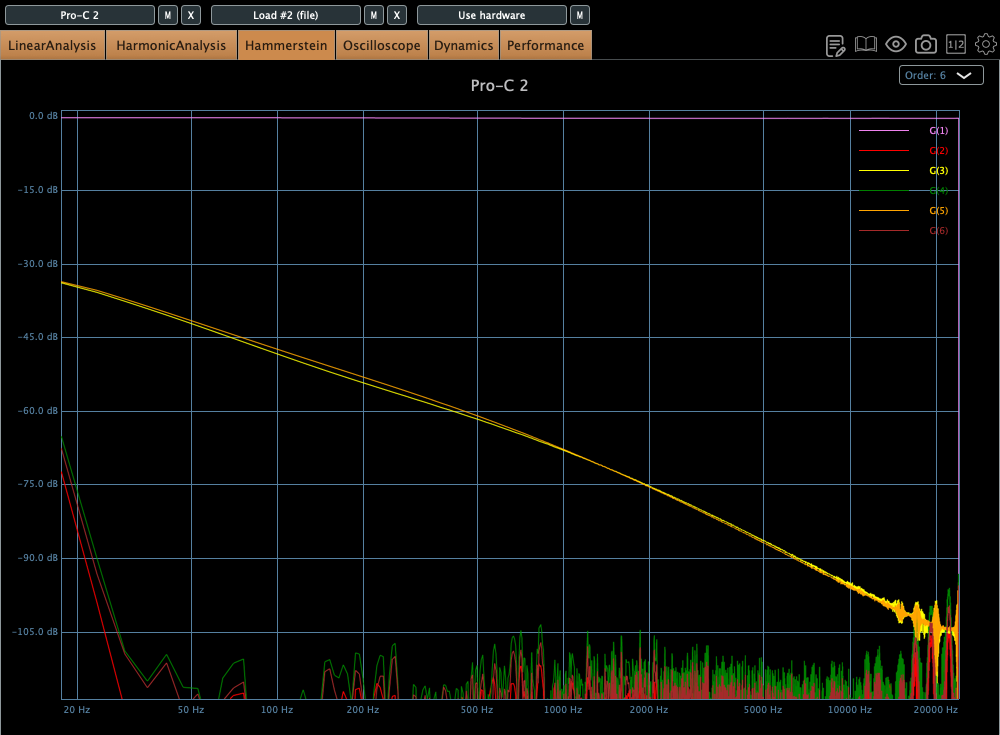 Pro-C 2 M X Load #2 (file) M X Use hardware M
LinearAnalysis HarmonicAnalysis Hammerstein Oscilloscope Dynamics Performance 1|2
Order: 6
Pro-C 2
0.0 dB
G(1)
G(2)
G(3)
-15.0 dB
G(4)
G(5)
G(6)
-30.0 dB
-45.0 dB
-60.0 dB
-75.0 dB
-90.0 dB
-105.0 dB
20 Hz 50 Hz 100 Hz 200 Hz 500 Hz 1000 Hz 2000 Hz 5000 Hz 10000 Hz 20000 Hz